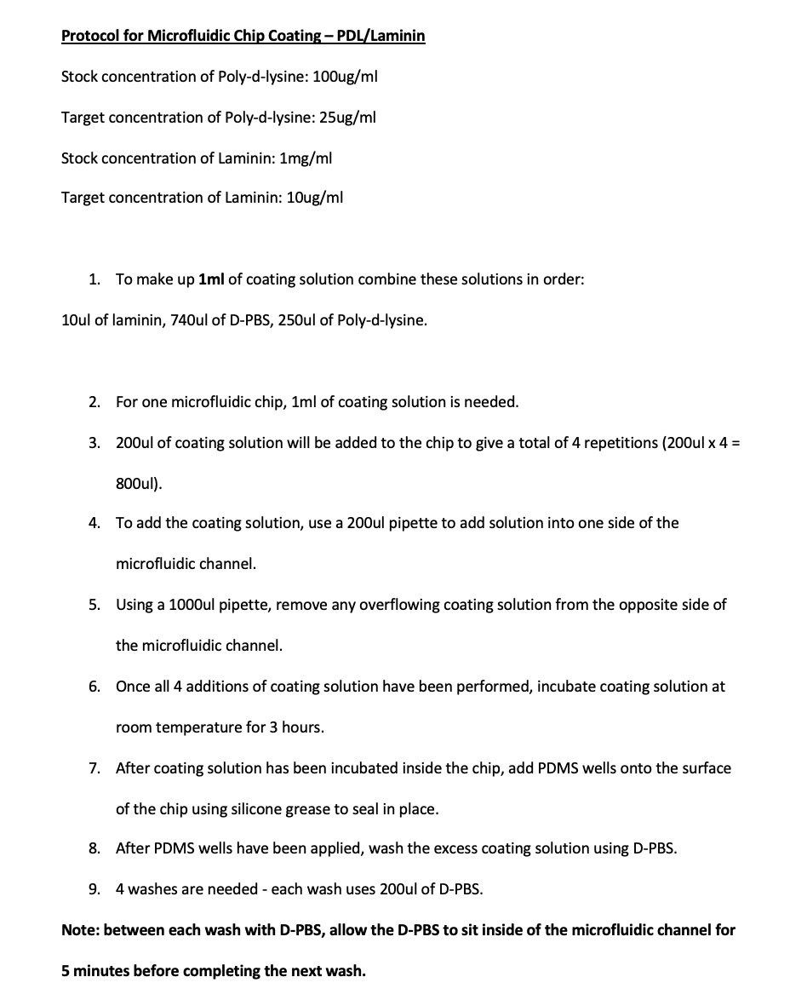 Protocol for Microfluidic Chip Coating – PDL/Laminin
Stock concentration of Poly-d-lysine: 100ug/ml
Target concentration of Poly-d-lysine: 25ug/ml
Stock concentration of Laminin: 1mg/ml
Target concentration of Laminin: 10ug/ml
1. To make up 1ml of coating solution combine these solutions in order:
10ul of laminin, 740ul of D-PBS, 250ul of Poly-d-lysine.
2. For one microfluidic chip, 1ml of coating solution is needed.
3. 200ul of coating solution will be added to the chip to give a total of 4 repetitions (200ul x 4 =
800ul).
4. To add the coating solution, use a 200ul pipette to add solution into one side of the
microfluidic channel.
5. Using a 1000ul pipette, remove any overflowing coating solution from the opposite side of
the microfluidic channel.
6. Once all 4 additions of coating solution have been performed, incubate coating solution at
room temperature for 3 hours.
7. After coating solution has been incubated inside the chip, add PDMS wells onto the surface
of the chip using silicone grease to seal in place.
8. After PDMS wells have been applied, wash the excess coating solution using D-PBS.
9. 4 washes are needed - each wash uses 200ul of D-PBS.
Note: between each wash with D-PBS, allow the D-PBS to sit inside of the microfluidic channel for
5 minutes before completing the next wash.